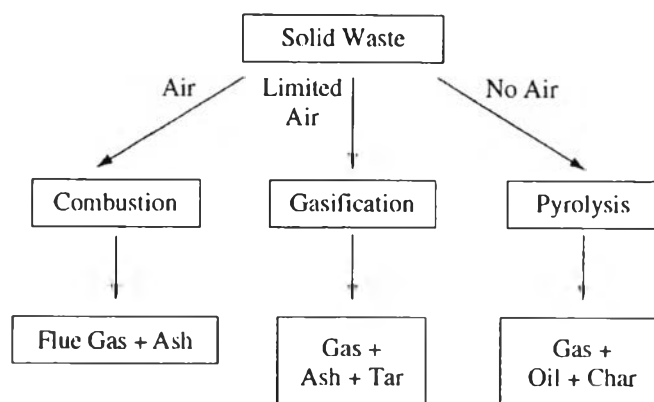 Solid Waste
Air
Limited
Air
No Air
Combustion
Gasification
Pyrolysis
Flue Gas + Ash
Gas +
Ash + Tar
Gas +
Oil + Char